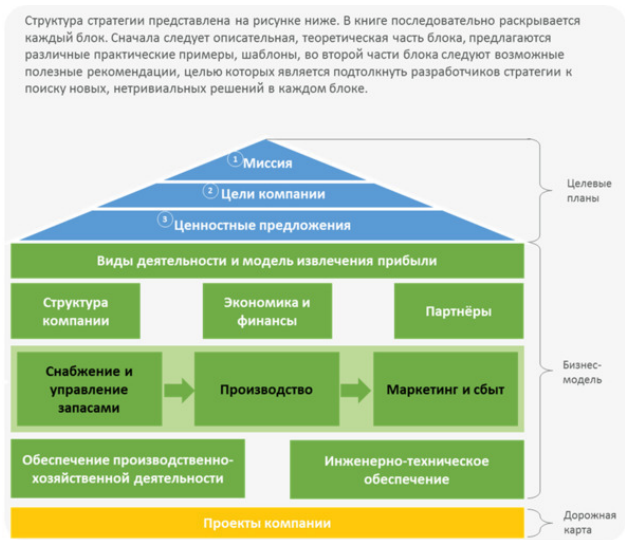 Структура стратегии представлена на рисунке ниже. В книге последовательно раскрывается
каждый блок. Сначала следует описательная, теоретическая часть блока, предлагаются
различные практические примеры, шаблоны, во второй части блока следуют возможные
полезные рекомендации, целью которых является подтолкнуть разработчиков стратегии к
поиску новых, нетривиальных решений в каждом блоке.
1 Миссия
2 Цели компании
3 Ценностные предложения
Целевые
планы
Виды деятельности и модель извлечения прибыли
Структура
компании
Экономика и
финансы
Партнёры
Снабжение и
управление
запасами
Производство
Маркетинг и сбыт
Бизнес-
модель
Обеспечение производственно-
хозяйственной деятельности
Инженерно-техническое
обеспечение
Проекты компании
Дорожная
карта